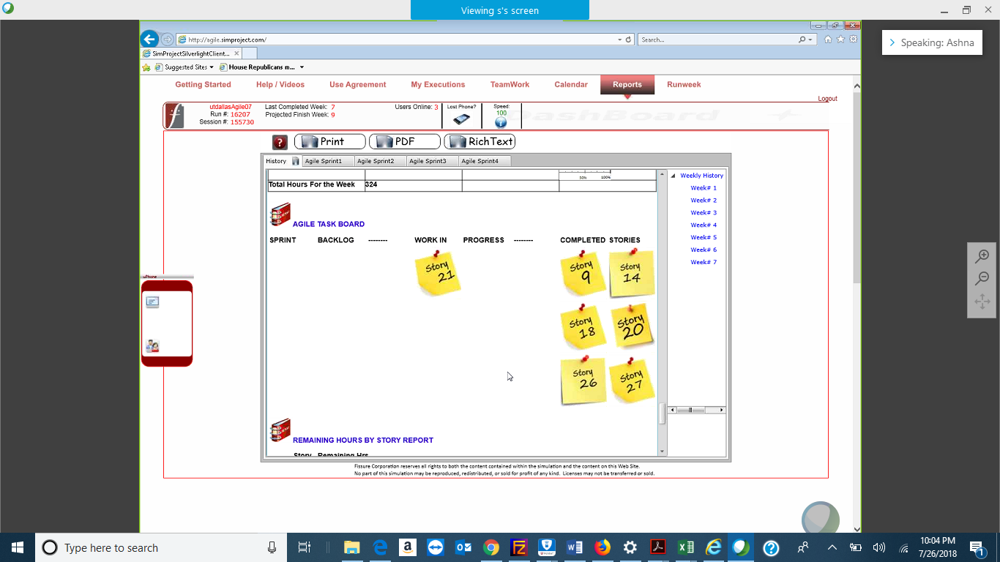 Viewing s's screen
Speaking: Ashna
http://agile.simproject.com/
Search...
SimProjectSilverlightClient...
Suggested Sites
House Republicans m...
Getting Started Help / Videos Use Agreement My Executions TeamWork Calendar Reports Runweek
Logout
utdallasAgile07 Last Completed Week: 7 Users Online: 3 Lost Phone? Speed:
Run #: 16207 Projected Finish Week: 9 100
Session #: 155730
DashBoard
? Print PDF RichText
History Agile Sprint1 Agile Sprint2 Agile Sprint3 Agile Sprint4
50% 100%
Total Hours For the Week 324
AGILE TASK BOARD
SPRINT BACKLOG -------- WORK IN PROGRESS -------- COMPLETED STORIES
Story 21
Story 9
Story 14
Story 18
Story 20
Story 26
Story 27
REMAINING HOURS BY STORY REPORT
Story Remaining Hrs
Weekly History
Week# 1
Week# 2
Week# 3
Week# 4
Week# 5
Week# 6
Week# 7
uPhone
Fissure Corporation reserves all rights to both the content contained within the simulation and the content on this Web Site.
No part of this simulation may be reproduced, redistributed, or sold for profit of any kind. Licenses may not be transferred or sold.
Type here to search
10:04 PM
7/26/2018
1